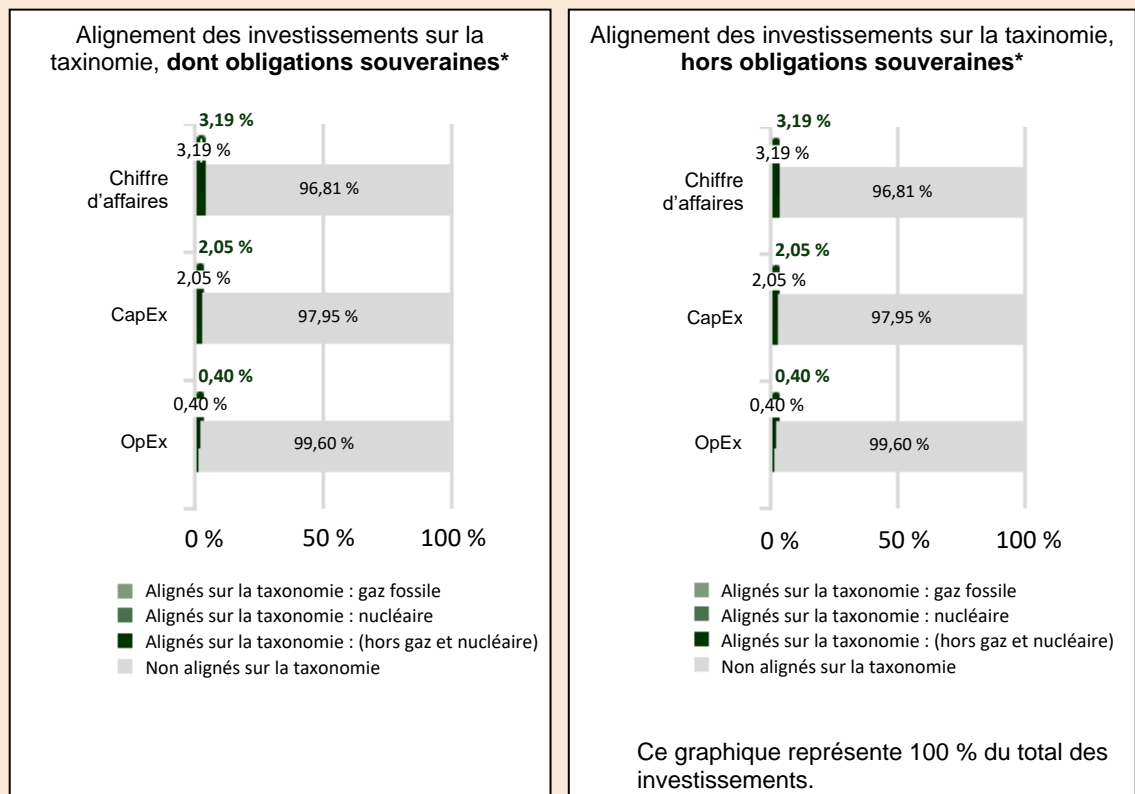 Alignement des investissements sur la
taxinomie, dont obligations souveraines*
3,19 %
3,19 %
Chiffre
d'affaires
96,81 %
2,05 %
2,05 %
CapEx
97,95 %
0,40 %
0,40 %
OpEx
99,60 %
0 %
50 %
100 %
Alignés sur la taxonomie : gaz fossile
Alignés sur la taxonomie : nucléaire
Alignés sur la taxonomie : (hors gaz et nucléaire)
Non alignés sur la taxonomie
Alignement des investissements sur la taxinomie,
hors obligations souveraines*
3,19 %
3,19 %
Chiffre
d'affaires
96,81 %
2,05 %
2,05 %
CapEx
97,95 %
0,40 %
0,40 %
OpEx
99,60 %
0 %
50 %
100 %
Alignés sur la taxonomie : gaz fossile
Alignés sur la taxonomie : nucléaire
Alignés sur la taxonomie : (hors gaz et nucléaire)
Non alignés sur la taxonomie
Ce graphique représente 100 % du total des
investissements.